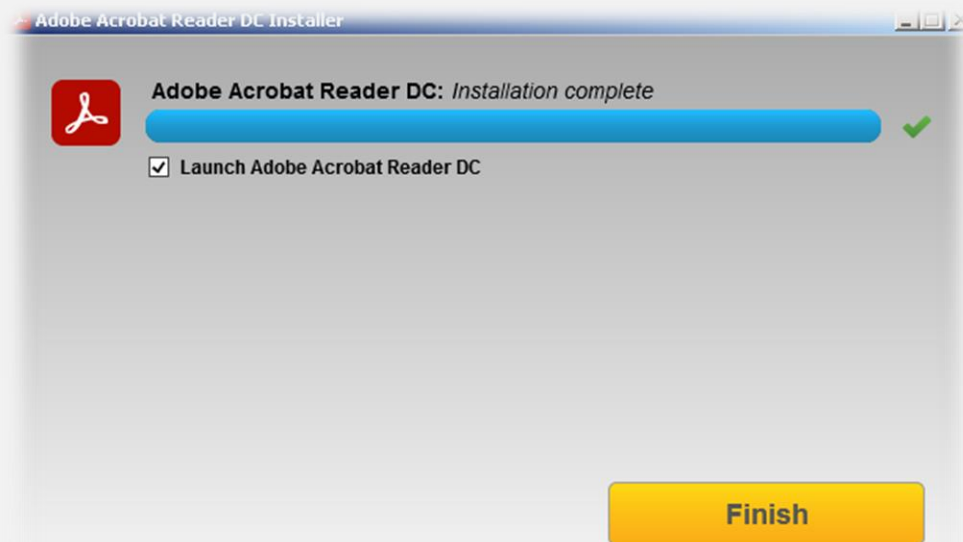 Adobe Acrobat Reader DC Installer
Adobe Acrobat Reader DC: Installation complete
Launch Adobe Acrobat Reader DC
Finish